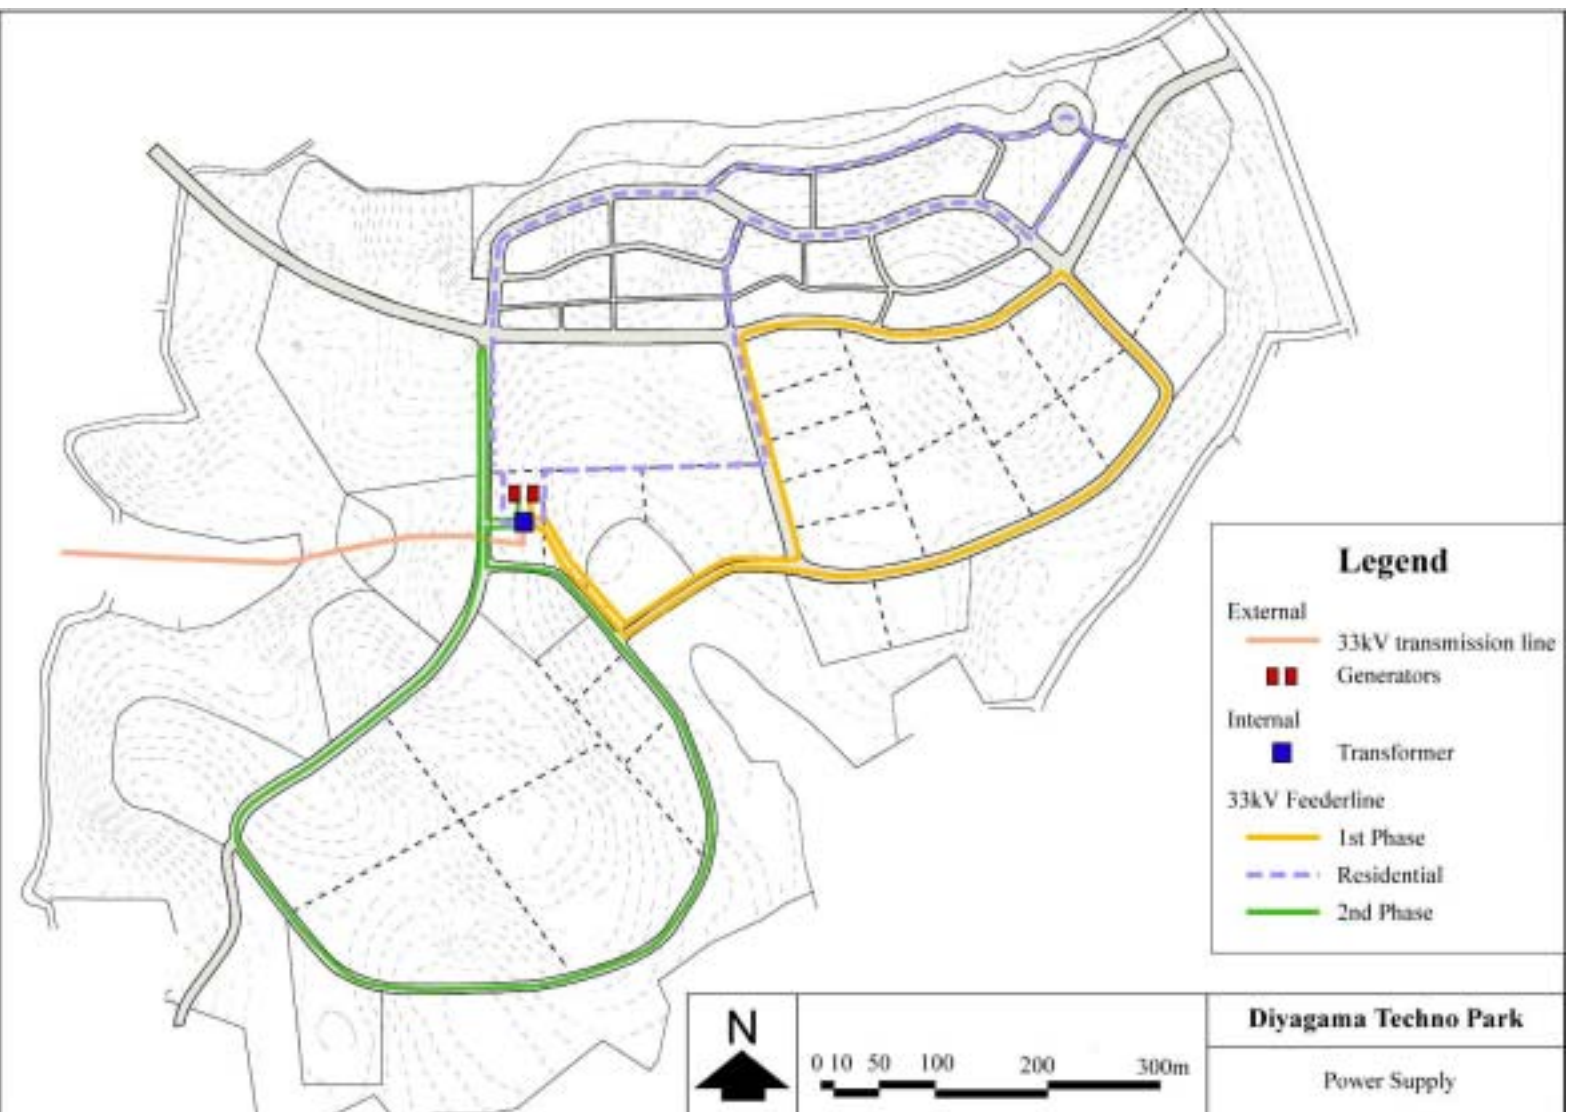 Legend
External
33kV transmission line
Generators
Internal
Transformer
33kV Feederline
1st Phase
Residential
2nd Phase
N
0 10 50 100 200 300m
Diyagama Techno Park
Power Supply